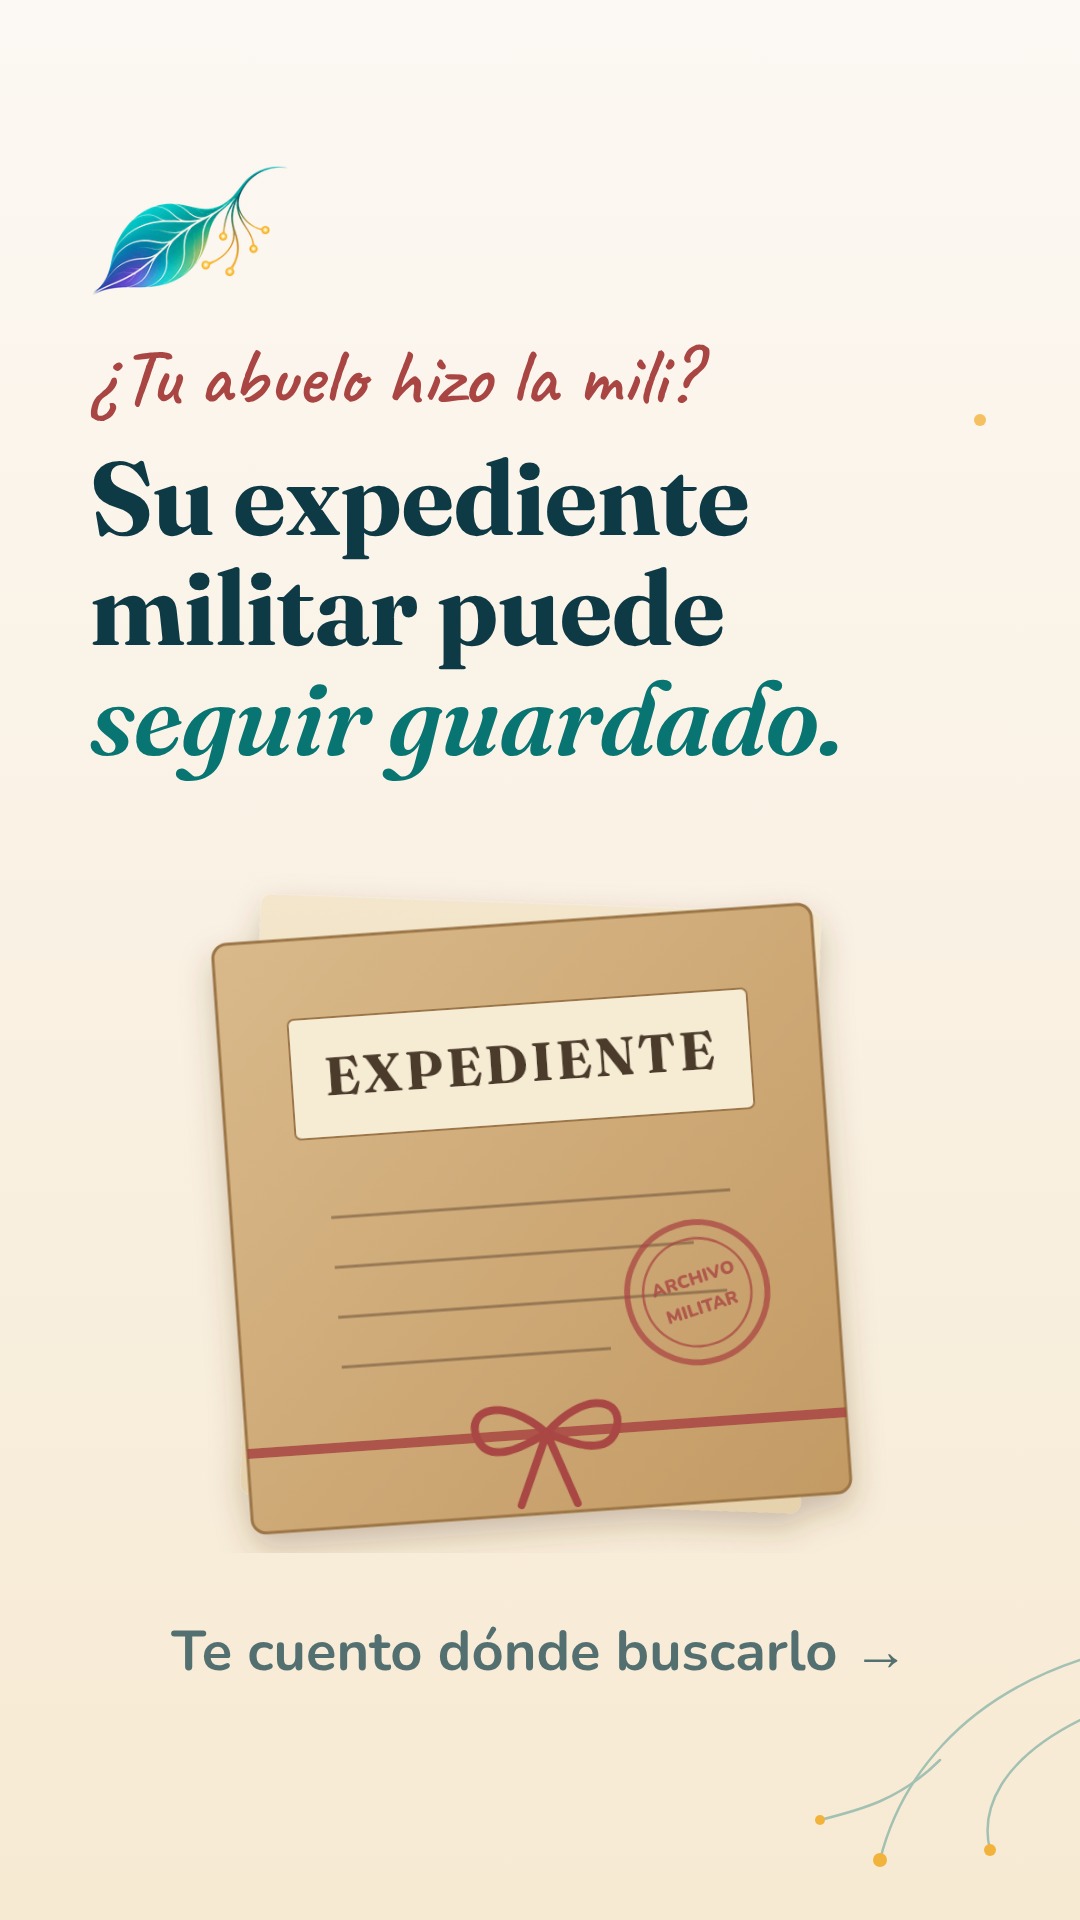 ¿Tu abuelo hizo la mili?
Su expediente
militar puede
seguir guardado.
EXPEDIENTE
ARCHIVO
MILITAR
Te cuento dónde buscarlo →